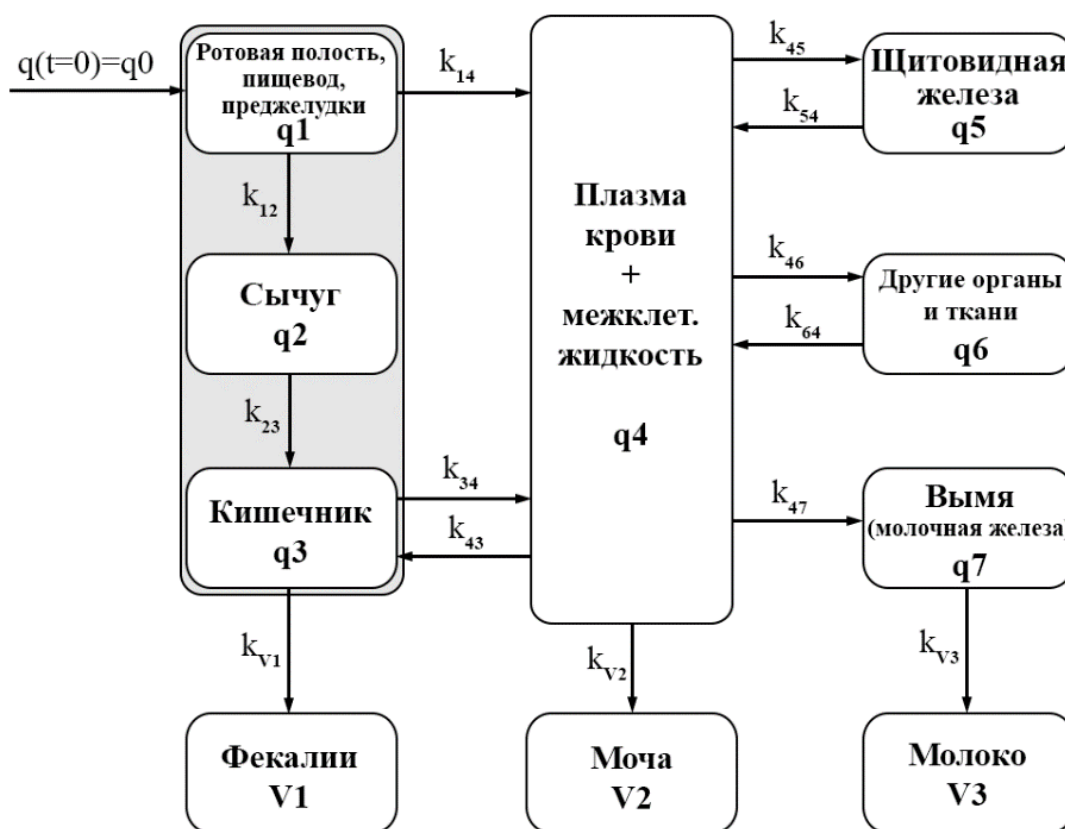 q(t=0)=q0
Ротовая полость,
пищевод,
преджелудки
q1
k14
k12
Сычуг
q2
k23
Кишечник
q3
k34
k43
kV1
Фекалии
V1
Плазма
крови
+
межклет.
жидкость
q4
kV2
Моча
V2
k45
k54
Щитовидная
железа
q5
k46
k64
Другие органы
и ткани
q6
k47
Вымя
(молочная железа)
q7
kV3
Молоко
V3